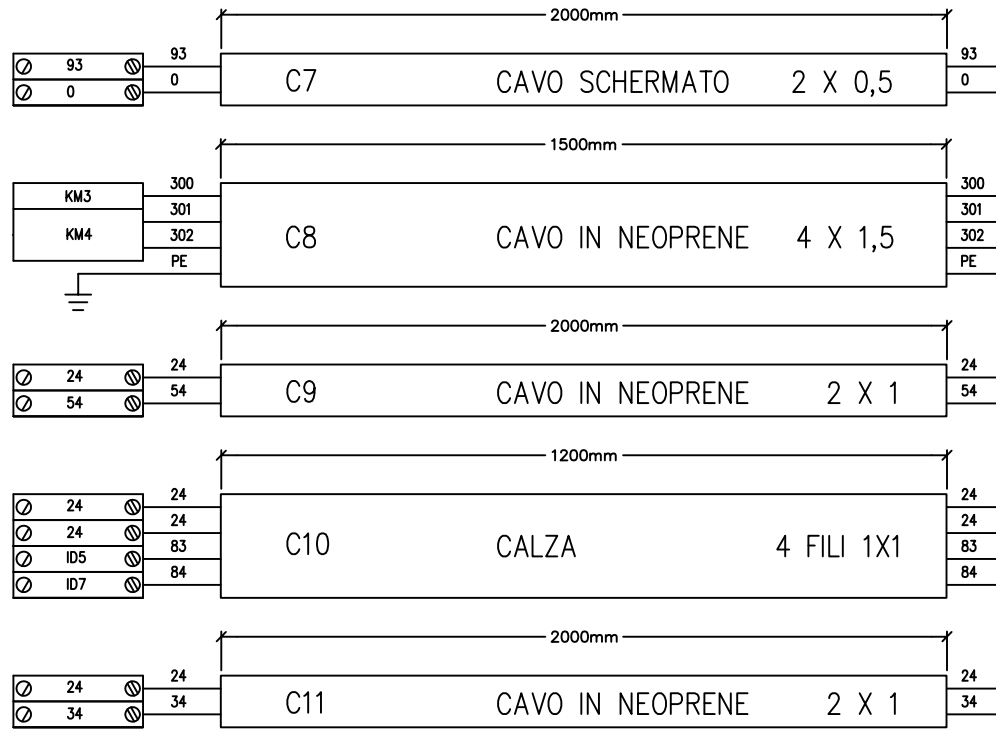 2000mm
93 93 93
0 0 0
C7 CAVO SCHERMATO 2 X 0,5
1500mm
KM3 300 300
301 301
KM4 302 302
PE PE
C8 CAVO IN NEOPRENE 4 X 1,5
2000mm
24 24 24
54 54 54
C9 CAVO IN NEOPRENE 2 X 1
1200mm
24 24 24
24 24 24
ID5 83 83
ID7 84 84
C10 CALZA 4 FILI 1X1
2000mm
24 24 24
34 34 34
C11 CAVO IN NEOPRENE 2 X 1